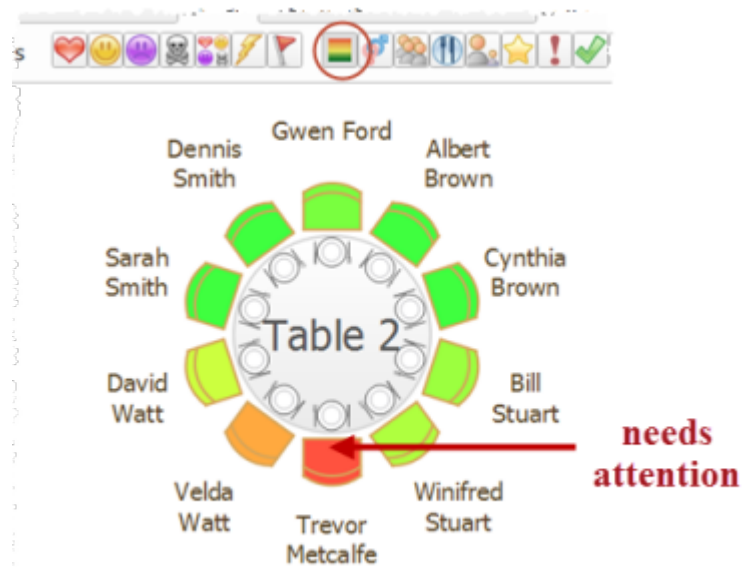 s
Gwen Ford
Dennis
Smith
Albert
Brown
Sarah
Smith
Cynthia
Brown
Table 2
David
Watt
Bill
Stuart
needs
attention
Velda
Watt
Trevor
Metcalfe
Winifred
Stuart